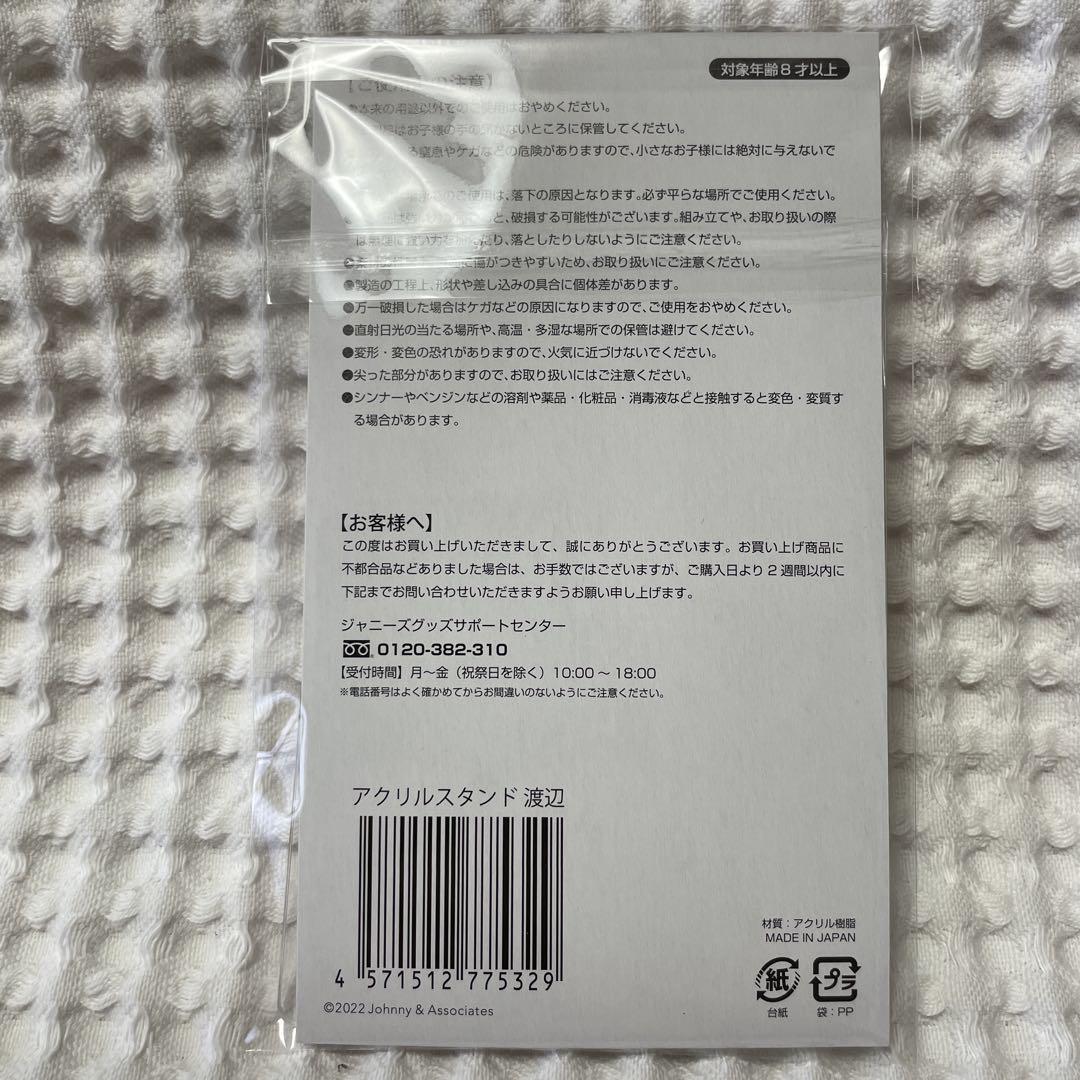 対象年齢8才以上
の注意】
●本来の用途以外でのご使用はおやめください。
はお子様の手の届かないところに保管してください。
る窒息やケガなどの危険がありますので、小さなお子様には絶対に与えないで
のご使用は、落下の原因となります。必ず平らな場所でご使用ください。
と、破損する可能性がございます。組み立てや、お取り扱いの際
り、落としたりしないようにご注意ください。
に傷がつきやすいため、お取り扱いにご注意ください。
●製造の工程上、形状や差し込みの具合に個体差があります。
●万一破損した場合はケガなどの原因になりますので、ご使用をおやめください。
●直射日光の当たる場所や、高温・多湿な場所での保管は避けてください。
●変形・変色の恐れがありますので、火気に近づけないでください。
●尖った部分がありますので、お取り扱いにはご注意ください。
●シンナーやベンジンなどの溶剤や薬品・化粧品・消毒液などと接触すると変色・変質す
る場合があります。
【お客様へ】
この度はお買い上げいただきまして、誠にありがとうございます。お買い上げ商品に
不都合品などありました場合は、お手数ではございますが、ご購入日より2週間以内に
下記までお問い合わせいただきますようお願い申し上げます。
ジャニーズグッズサポートセンター
0120-382-310
【受付時間】月〜金（祝祭日を除く）10:00〜18:00
※電話番号はよく確かめてからお間違いのないようにご注意ください。
アクリルスタンド 渡辺
4 571512 775329
©2022 Johnny & Associates
材質：アクリル樹脂
MADE IN JAPAN
紙
プラ
台紙
袋：PP